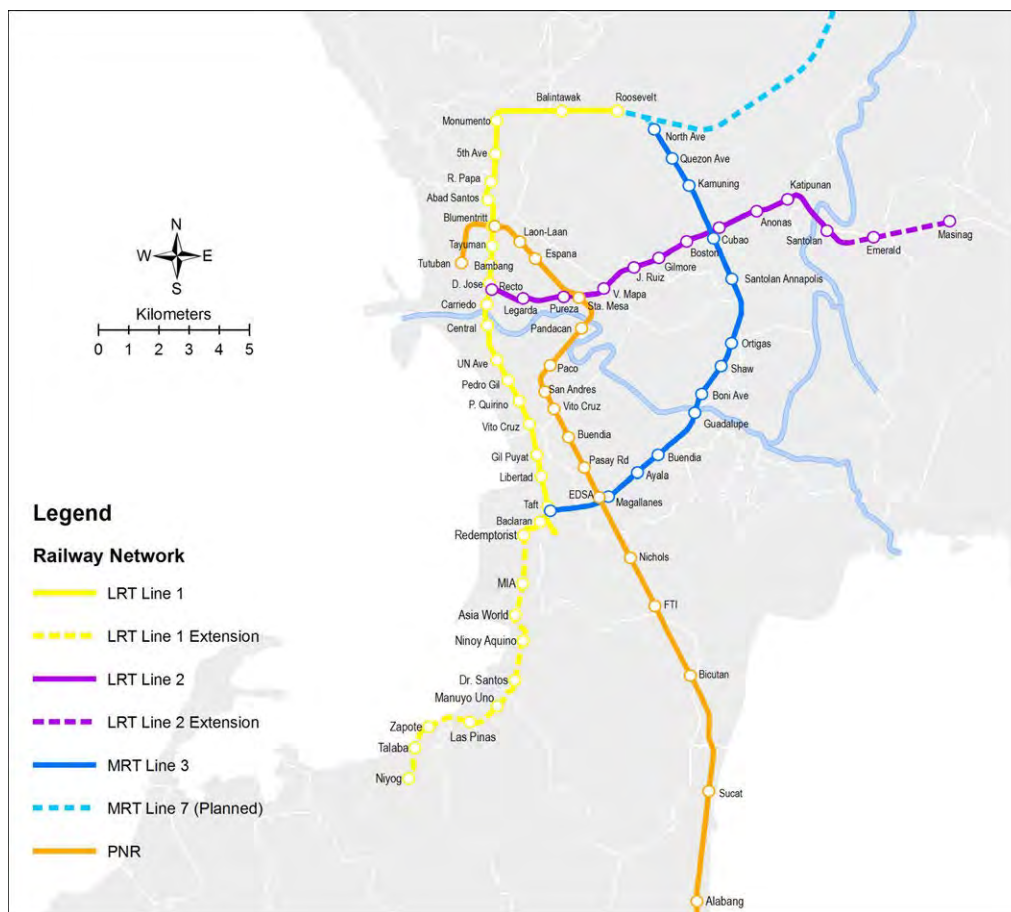 Balintawak
Roosevelt
Monumento
North Ave
5th Ave
Quezon Ave
R. Papa
Kamuning
Katipunan
Abad Santos
Blumentritt
Laon-Laan
Anonas
N
Tayuman
Espana
Cubao
Santolan
Masinag
W
E
Boston
Emerald
Tutuban
Bambang
Gilmore
S
J. Ruiz
Santolan Annapolis
D. Jose
Recto
V. Mapa
Carriedo
Legarda
Pureza
Sta. Mesa
Kilometers
Central
Pandacan
0 1 2 3 4 5
Ortigas
UN Ave
Paco
Shaw
Pedro Gil
San Andres
Boni Ave
P. Quirino
Vito Cruz
Vito Cruz
Guadalupe
Buendia
Gil Puyat
Buendia
Pasay Rd
Libertad
Ayala
EDSA
Magallanes
Taft
Baclaran
Redemptorist
Nichols
MIA
FTI
Asia World
Ninoy Aquino
Dr. Santos
Bicutan
Manuyo Uno
Zapote
Las Pinas
Talaba
Niyog
Sucat
Alabang
Legend
Railway Network
LRT Line 1
LRT Line 1 Extension
LRT Line 2
LRT Line 2 Extension
MRT Line 3
MRT Line 7 (Planned)
PNR